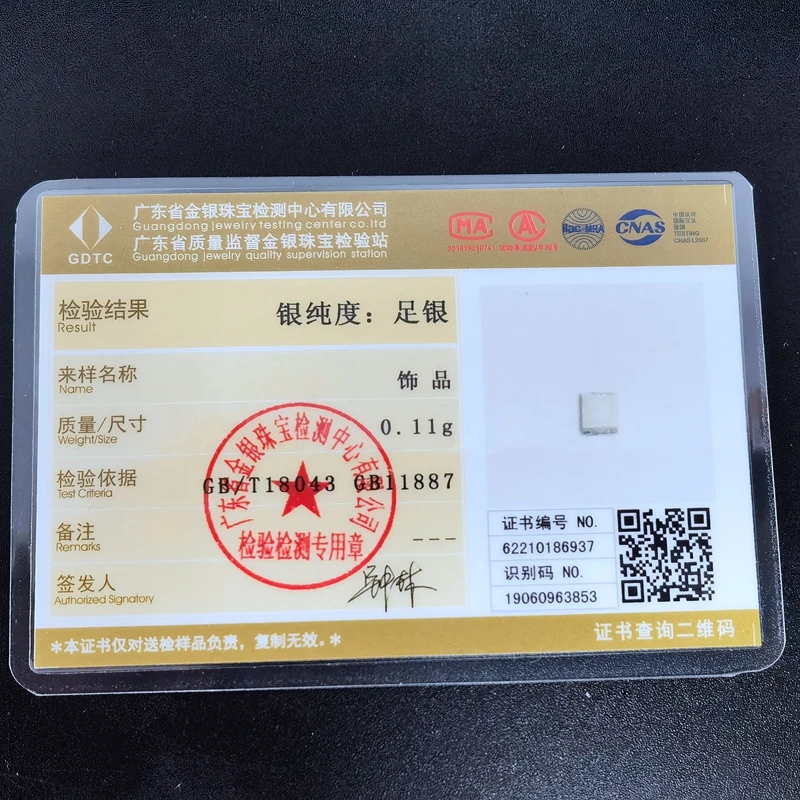 GDTC
广东省金银珠宝检测中心有限公司
Guangdong jewelry testing center co.ltd
广东省质量监督金银珠宝检验站
Guangdong jewelry quality supervision station
MA
AL
ilac-MRA
CNAS
TESTING
检验结果
Result
银纯度：足银
来样名称
Name
饰 品
质量/尺寸
Weight/Size
0.11g
检验依据
Test Criteria
GB/T18043 GB11887
备注
Remarks
---
签发人
Authorized Signatory
广东省金银珠宝检测中心有限公司
检验检测专用章
证书编号 NO.
62210186937
识别码 NO.
19060963853
*本证书仅对送检样品负责，复制无效。*
证书查询二维码